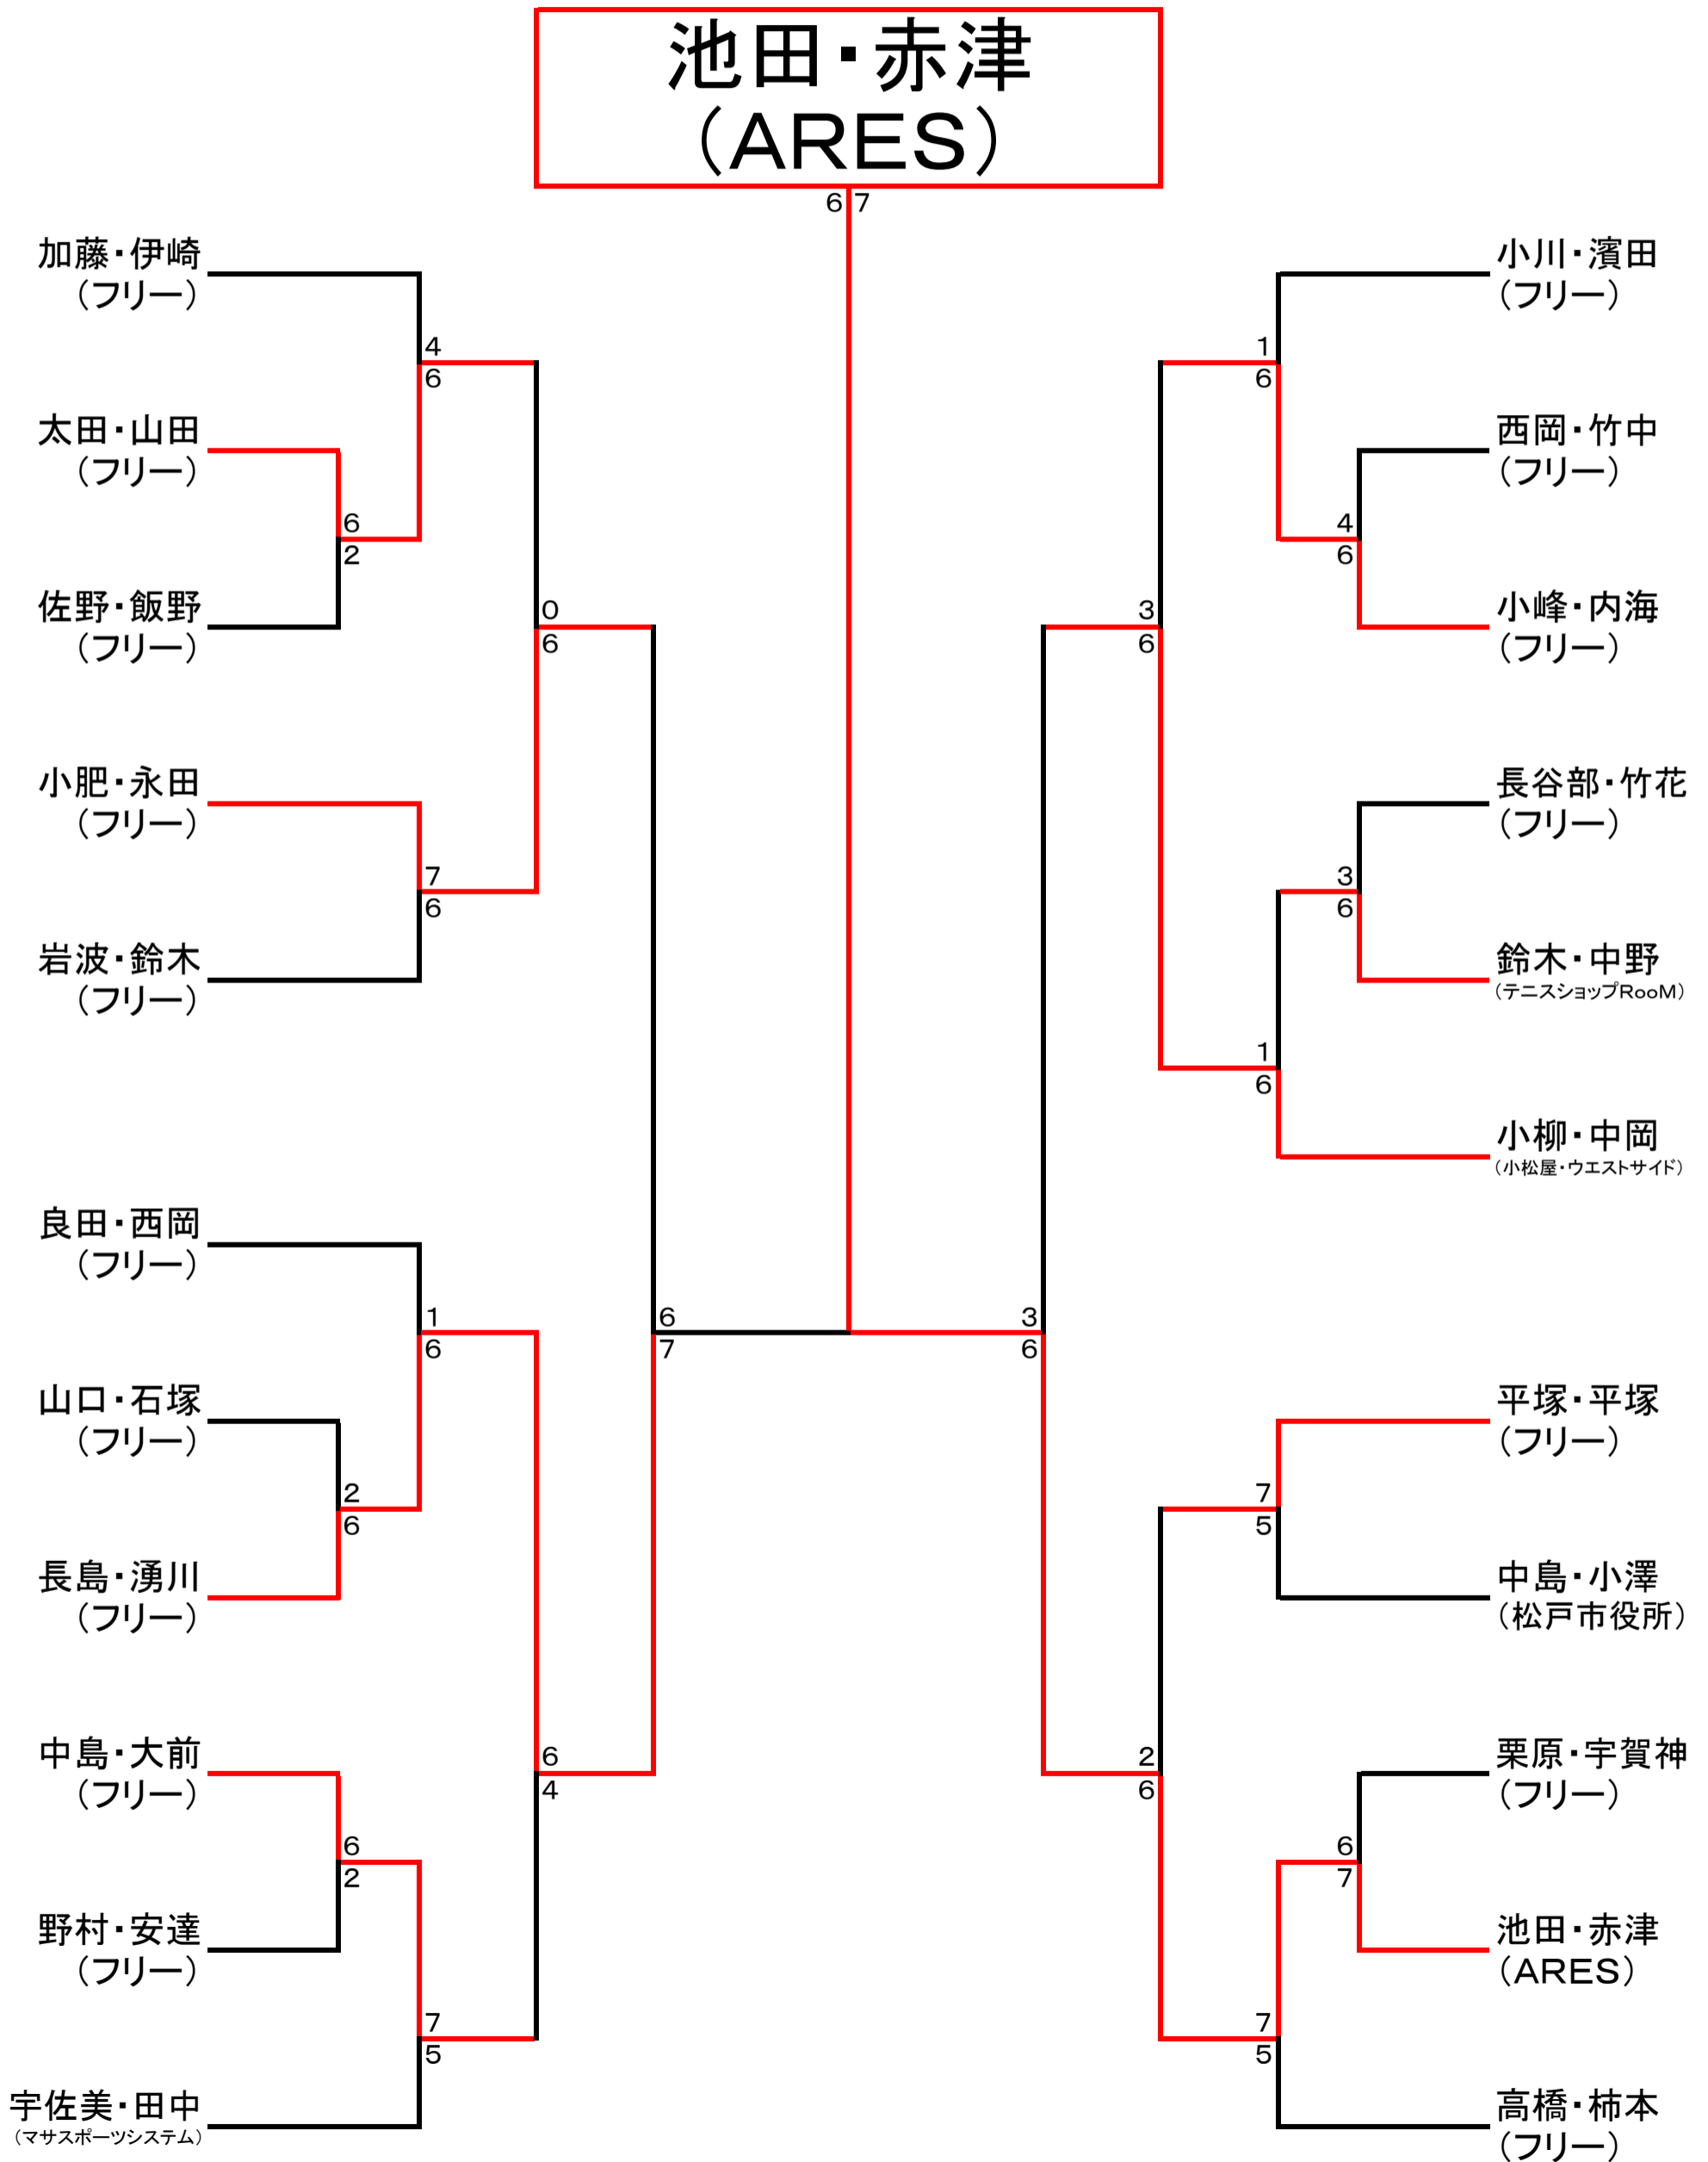 池田・赤津
（ARES）
6 7
加藤・伊崎
（フリー）
4
6
太田・山田
（フリー）
6
2
佐野・飯野
（フリー）
0
6
小肥・永田
（フリー）
7
6
岩波・鈴木
（フリー）
良田・西岡
（フリー）
1
6
山口・石塚
（フリー）
2
6
長島・湧川
（フリー）
6
7
中島・大前
（フリー）
6
2
野村・安達
（フリー）
6
4
7
5
宇佐美・田中
（マサスポーツシステム）
小川・濱田
（フリー）
1
6
西岡・竹中
（フリー）
4
6
小峰・内海
（フリー）
3
6
長谷部・竹花
（フリー）
3
6
鈴木・中野
（テニスショップRooM）
1
6
小柳・中岡
（小松屋・ウエストサイド）
3
6
平塚・平塚
（フリー）
7
5
中島・小澤
（松戸市役所）
2
6
栗原・宇賀神
（フリー）
6
7
池田・赤津
（ARES）
7
5
高橋・柿本
（フリー）